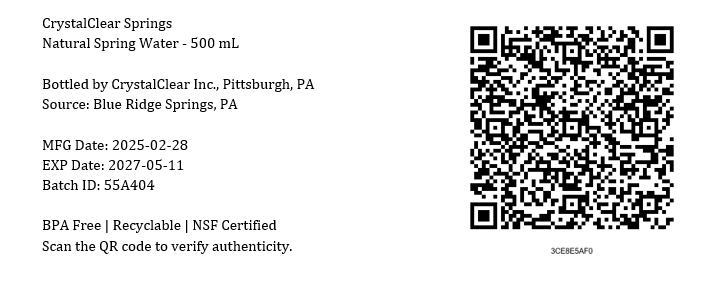 CrystalClear Springs
Natural Spring Water - 500 mL
Bottled by CrystalClear Inc., Pittsburgh, PA
Source: Blue Ridge Springs, PA
MFG Date: 2025-02-28
EXP Date: 2027-05-11
Batch ID: 55A404
BPA Free | Recyclable | NSF Certified
Scan the QR code to verify authenticity.
3CE8E5AF0